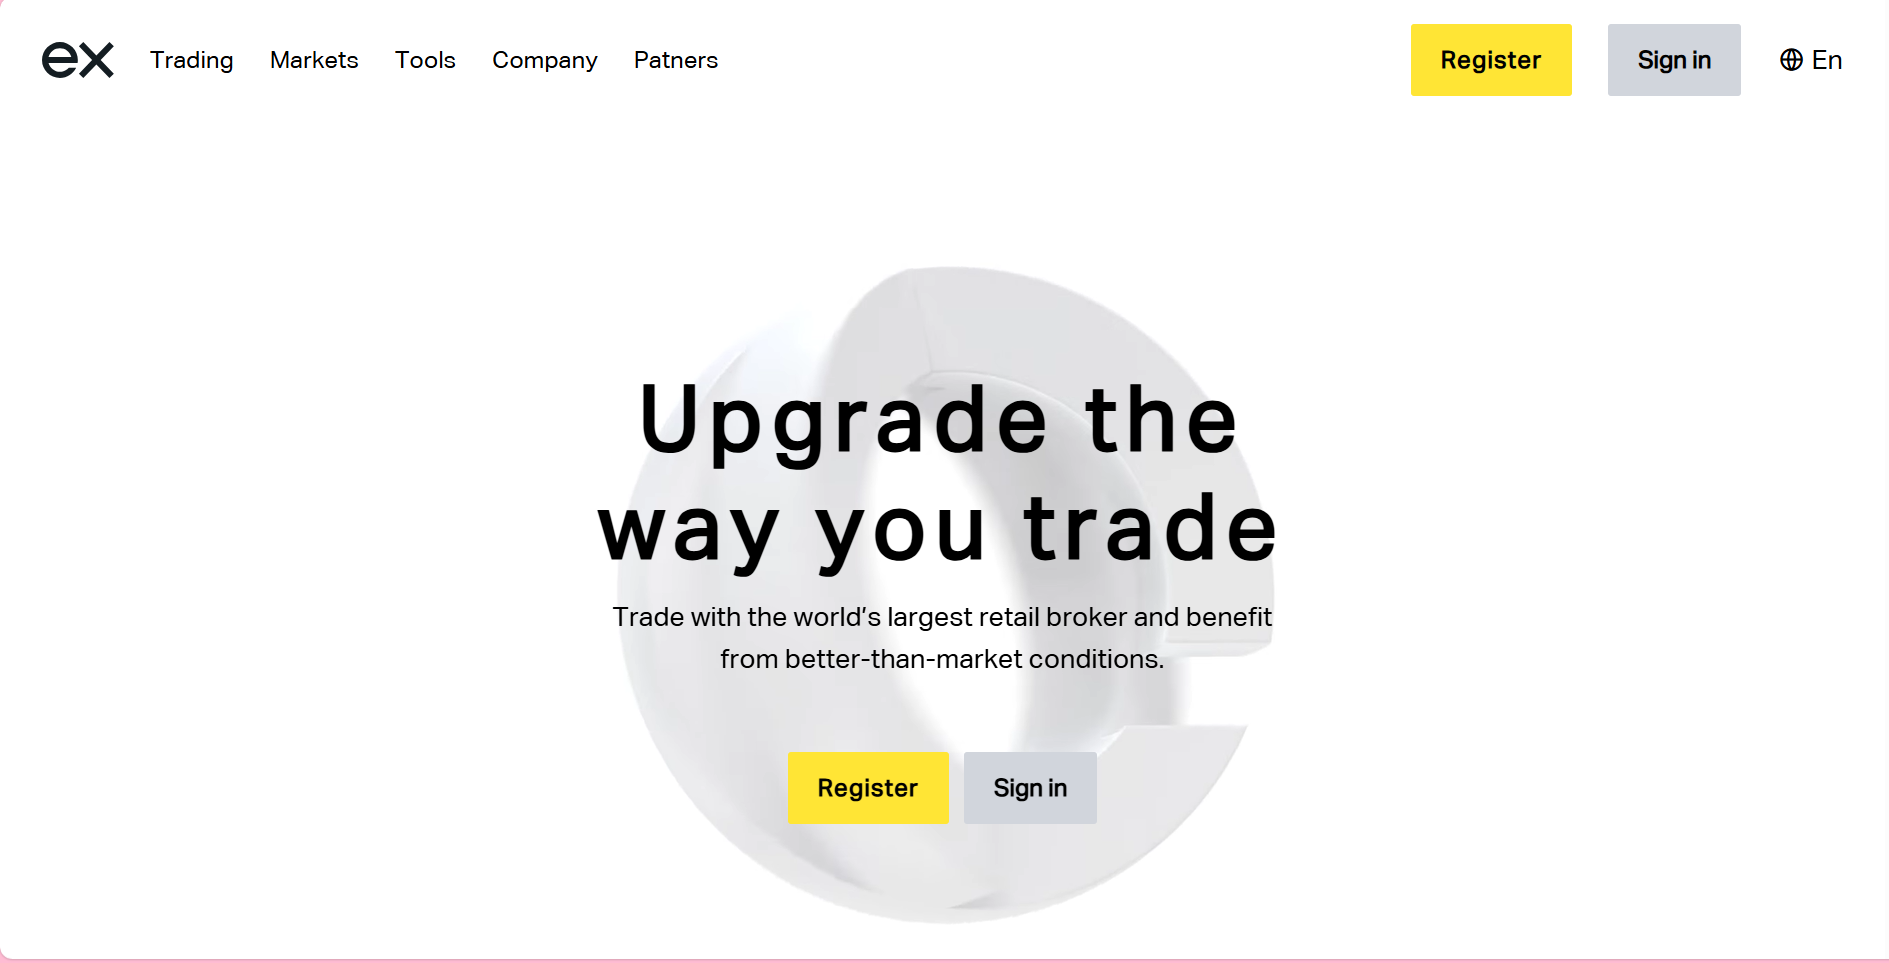 ex Trading Markets Tools Company Patners Register Sign in En
Upgrade the
way you trade
Trade with the world's largest retail broker and benefit
from better-than-market conditions.
Register Sign in